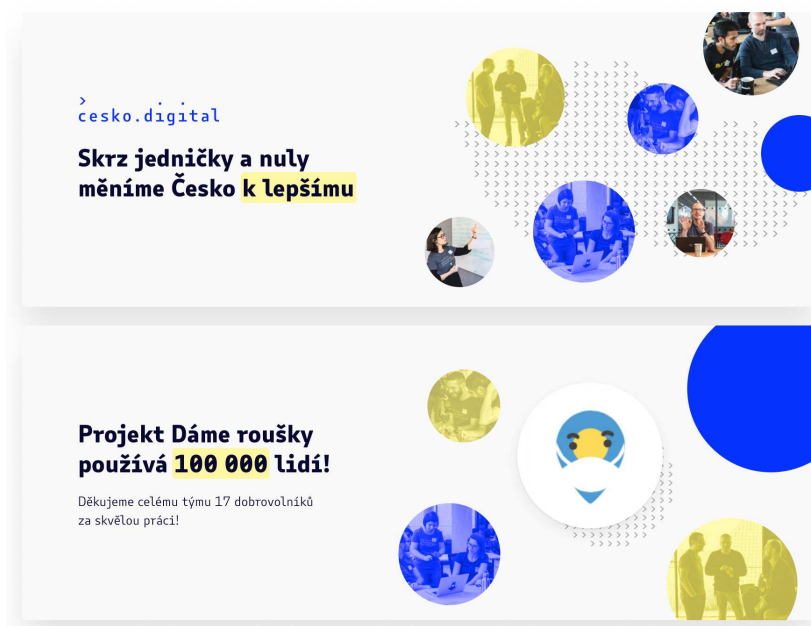 cesko.digital
Skrz jedničky a nuly
měníme Česko k lepšímu
Projekt Dáme roušky
používá 100 000 lidí!
Děkujeme celému týmu 17 dobrovolníků
za skvělou práci!